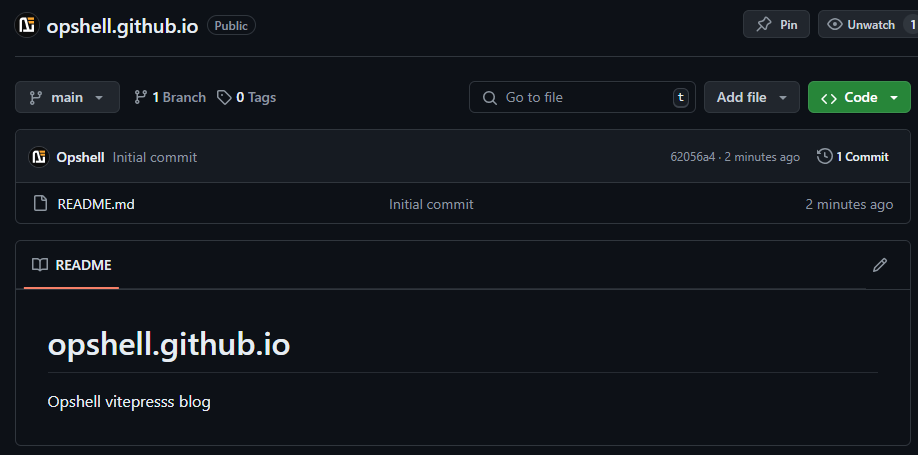 opshell.github.io Public Pin Unwatch 1
main 1 Branch 0 Tags Go to file t Add file Code
Opshell Initial commit 62056a4 · 2 minutes ago 1 Commit
README.md Initial commit 2 minutes ago
README
opshell.github.io
Opshell vitepresss blog